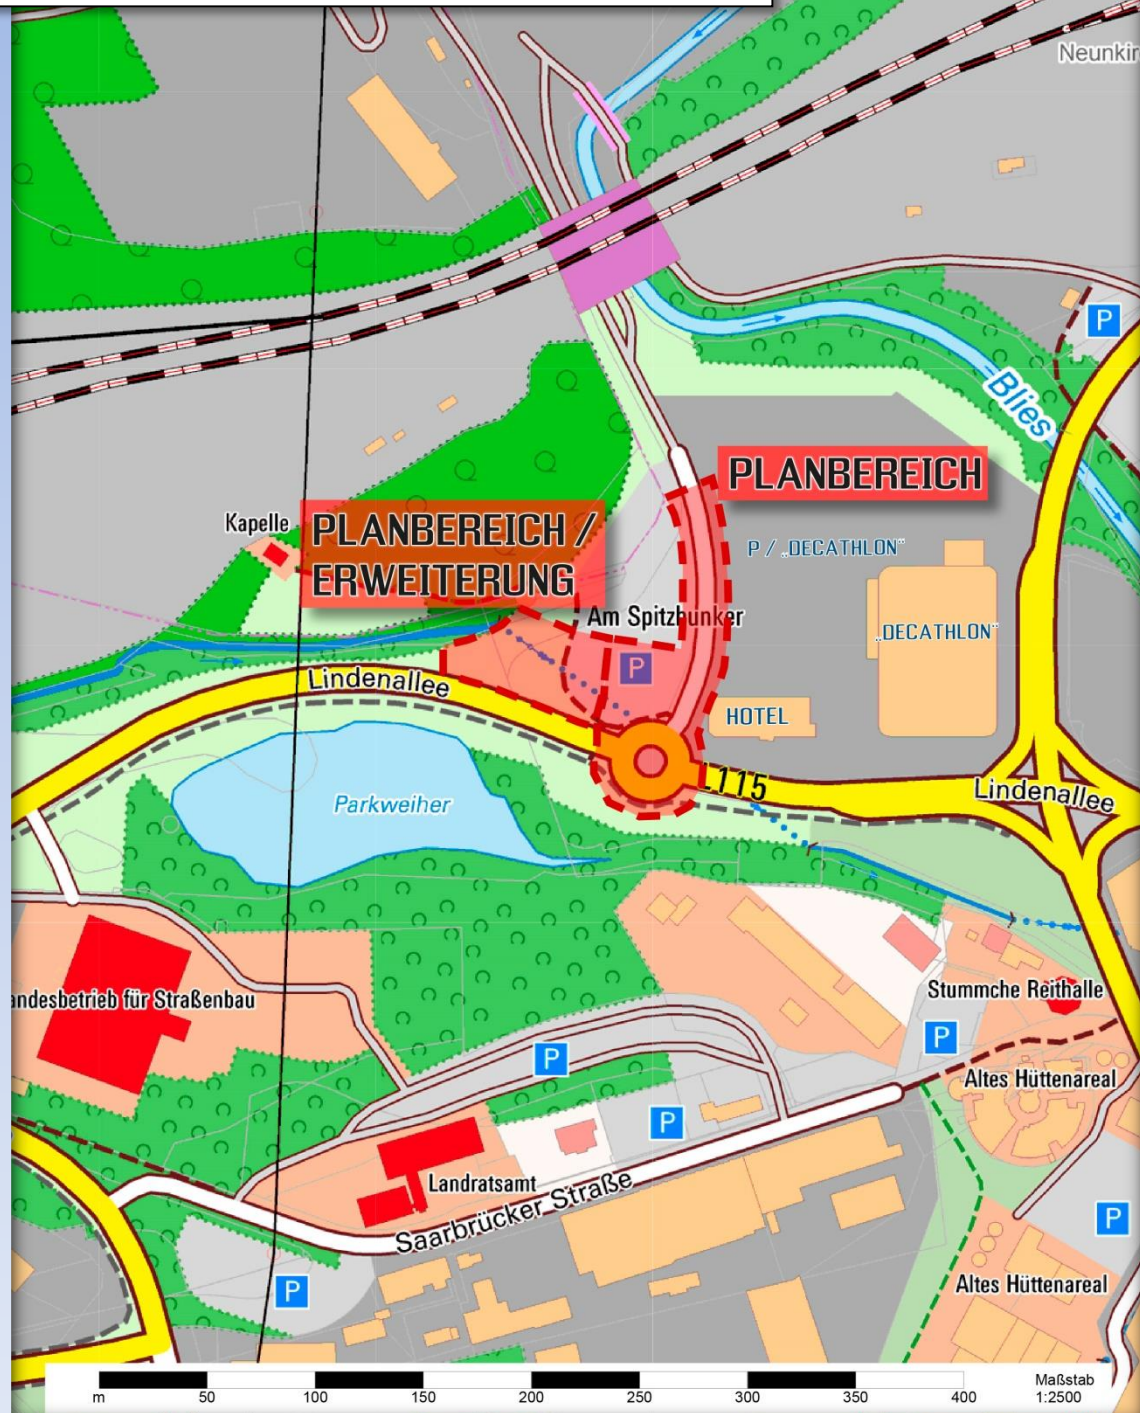 Neunkir
P
Blies
PLANBEREICH
Kapelle
PLANBEREICH /
ERWEITERUNG
P / „DECATHLON“
Am Spitzbunker
„DECATHLON“
P
Lindenallee
HOTEL
L115
Lindenallee
Parkweiher
andesbetrieb für Straßenbau
Stummche Reithalle
P
P
Altes Hüttenareal
P
Landratsamt
Saarbrücker Straße
P
Altes Hüttenareal
P
m 50 100 150 200 250 300 350 400
Maßstab
1:2500